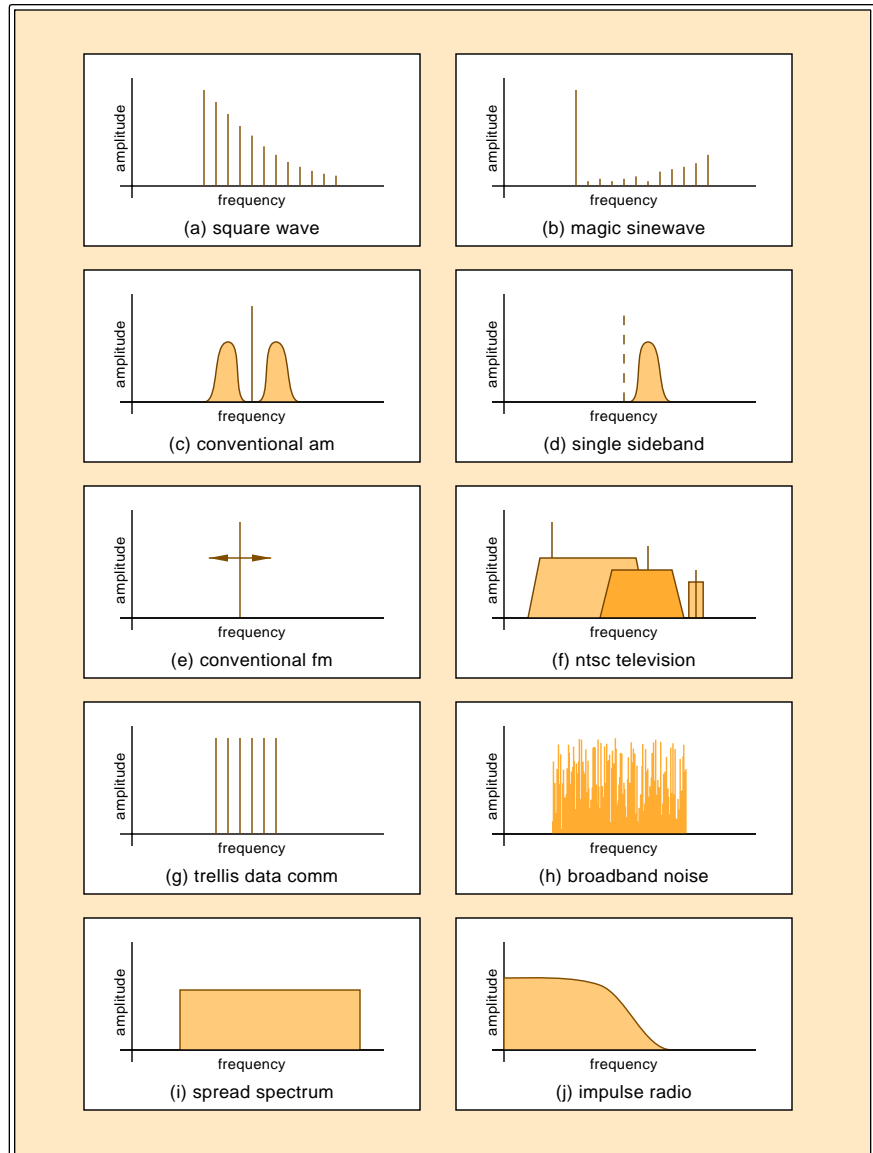 amplitude
frequency
(a) square wave
amplitude
frequency
(b) magic sinewave
amplitude
frequency
(c) conventional am
amplitude
frequency
(d) single sideband
amplitude
frequency
(e) conventional fm
amplitude
frequency
(f) ntsc television
amplitude
frequency
(g) trellis data comm
amplitude
frequency
(h) broadband noise
amplitude
frequency
(i) spread spectrum
amplitude
frequency
(j) impulse radio